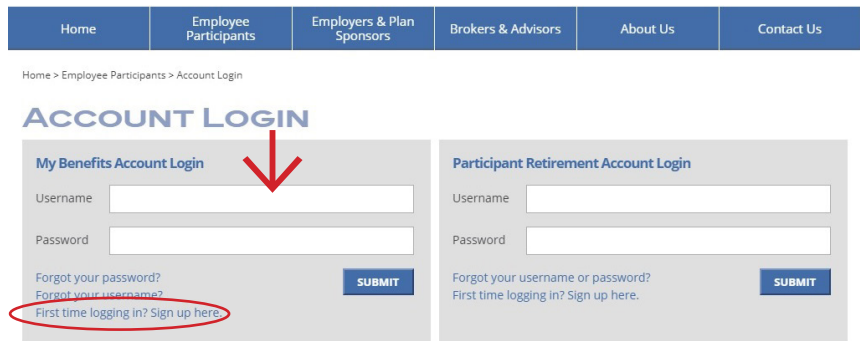 Home
Employee
Participants
Employers & Plan
Sponsors
Brokers & Advisors
About Us
Contact Us
Home > Employee Participants > Account Login
ACCOUNT LOGIN
My Benefits Account Login
Username
Password
Forgot your password?
Forgot your username?
First time logging in? Sign up here.
SUBMIT
Participant Retirement Account Login
Username
Password
Forgot your username or password?
First time logging in? Sign up here.
SUBMIT